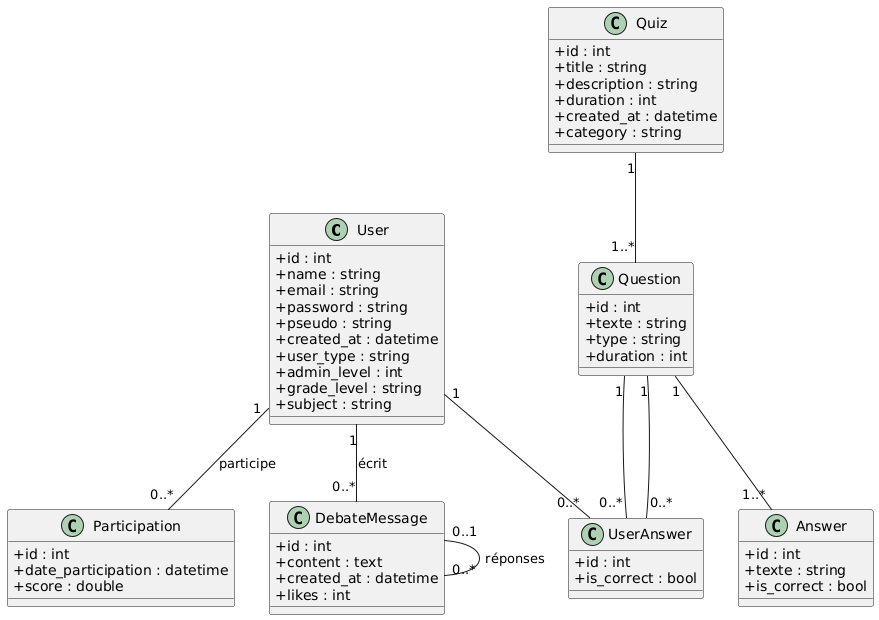 Quiz
+id : int
+title : string
+description : string
+duration : int
+created_at : datetime
+category : string
1
1..*
User
+id : int
+name : string
+email : string
+password : string
+pseudo : string
+created_at : datetime
+user_type : string
+admin_level : int
+grade_level : string
+subject : string
Question
+id : int
+texte : string
+type : string
+duration : int
1
1
1
1
1
1
participe
écrit
0..*
0..*
0..*
0..*
0..*
1..*
Participation
+id : int
+date_participation : datetime
+score : double
DebateMessage
+id : int
+content : text
+created_at : datetime
+likes : int
0..1
0..*
réponses
UserAnswer
+id : int
+is_correct : bool
Answer
+id : int
+texte : string
+is_correct : bool